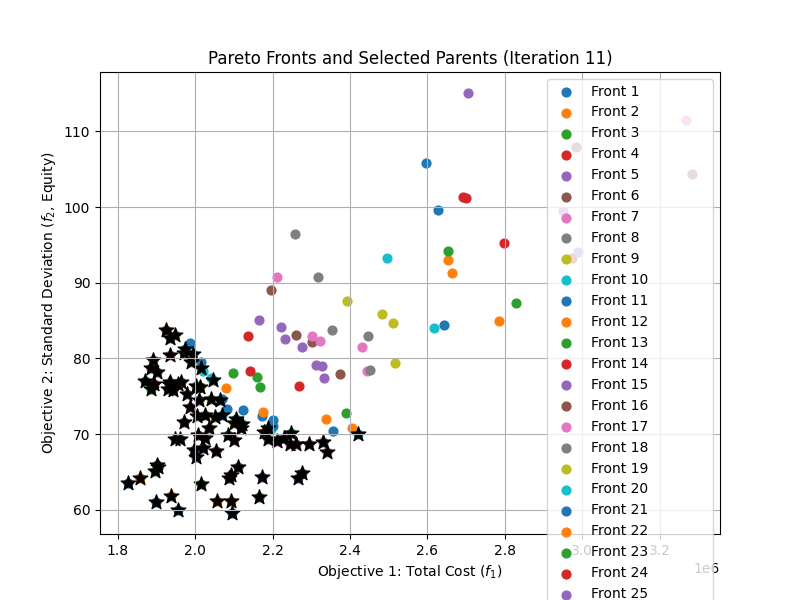 Pareto Fronts and Selected Parents (Iteration 11)
Objective 2: Standard Deviation (f₂, Equity)
110
100
90
80
70
60
1.8
2.0
2.2
2.4
2.6
2.8
3.0
3.2
1e6
Objective 1: Total Cost (f₁)
Front 1
Front 2
Front 3
Front 4
Front 5
Front 6
Front 7
Front 8
Front 9
Front 10
Front 11
Front 12
Front 13
Front 14
Front 15
Front 16
Front 17
Front 18
Front 19
Front 20
Front 21
Front 22
Front 23
Front 24
Front 25